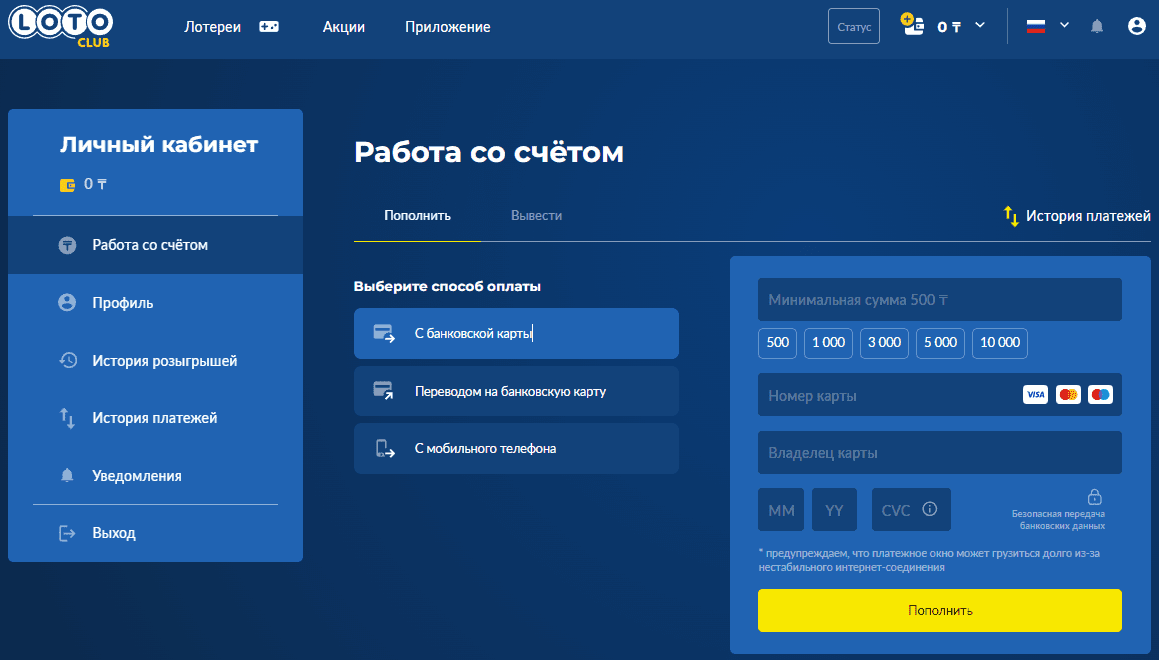 LOTO
CLUB
Лотереи
Акции
Приложение
Статус
0 ₸
Личный кабинет
0 ₸
Работа со счётом
Профиль
История розыгрышей
История платежей
Уведомления
Выход
Работа со счётом
Пополнить
Вывести
История платежей
Выберите способ оплаты
С банковской карты
Переводом на банковскую карту
С мобильного телефона
Минимальная сумма 500 ₸
500 1 000 3 000 5 000 10 000
Номер карты
VISA
Владелец карты
MM YY CVC
Безопасная передача
банковских данных
* предупреждаем, что платежное окно может грузиться долго из-за
нестабильного интернет-соединения
Пополнить